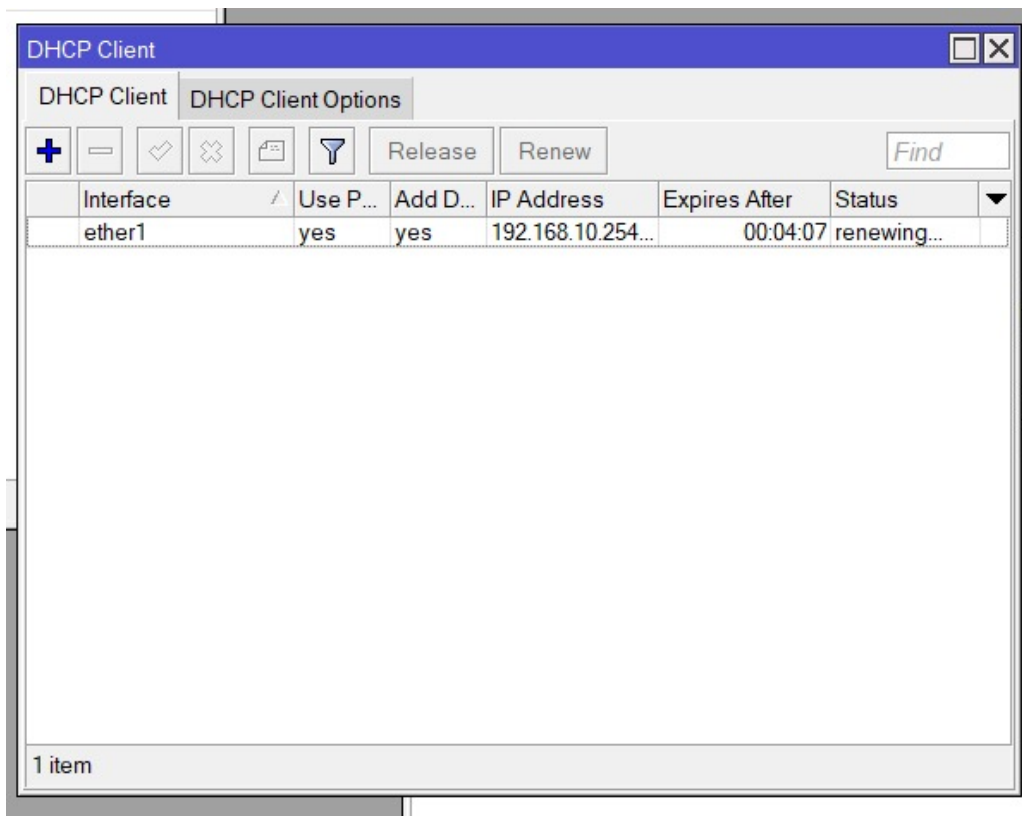 DHCP Client
DHCP Client DHCP Client Options
Release Renew Find
Interface Use P... Add D... IP Address Expires After Status
ether1 yes yes 192.168.10.254... 00:04:07 renewing...
1 item